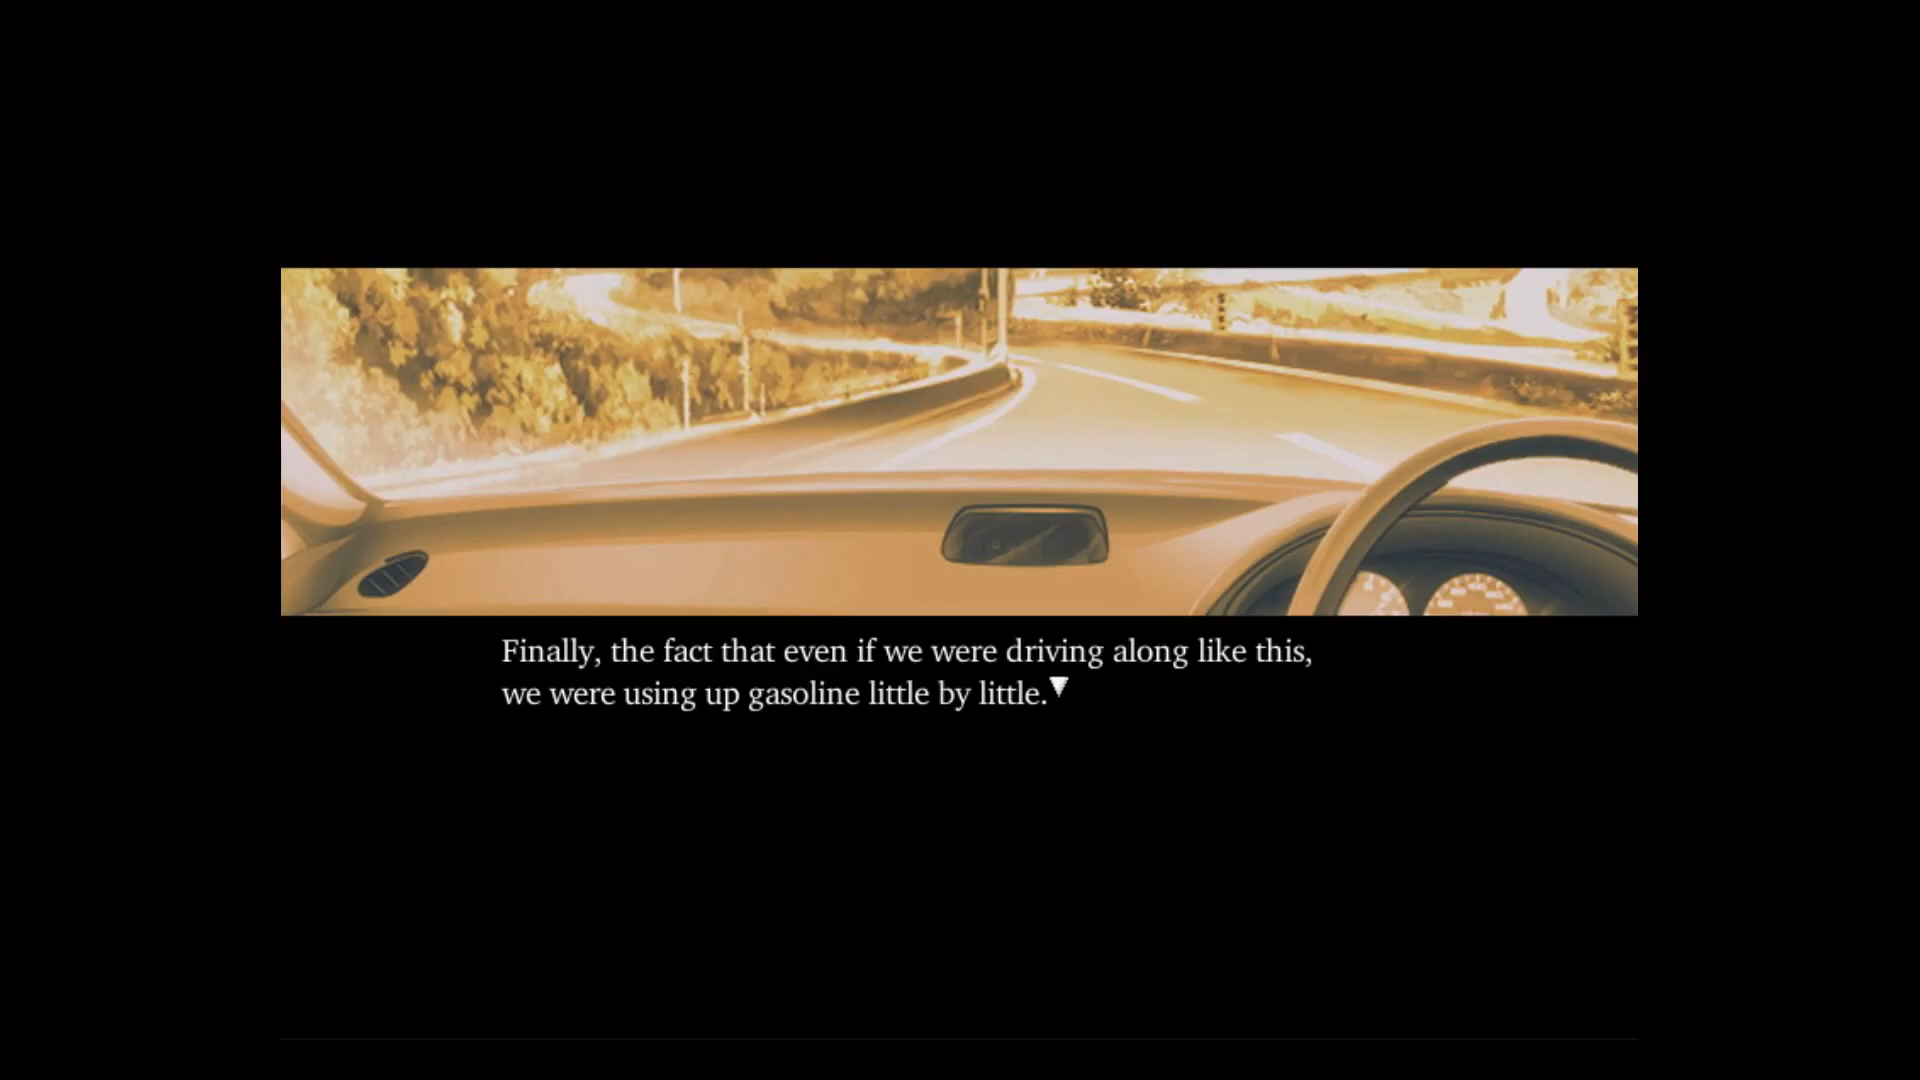 Finally, the fact that even if we were driving along like this,
we were using up gasoline little by little.